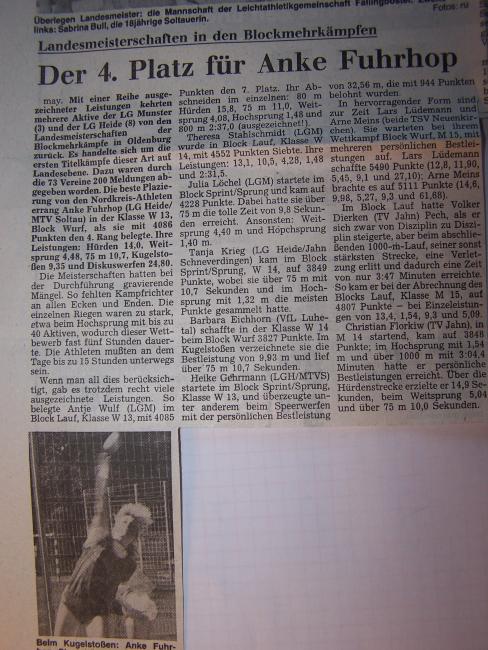 Überlegen Landesmeister: die Mannschaft der Leichtathletikgemeinschaft Fallingbostel.
links: Sabrina Bull, die 18jährige Soltauerin.
Fotos: ru
Landesmeisterschaften in den Blockmehrkämpfen
Der 4. Platz für Anke Fuhrhop
may. Mit einer Reihe ausge-
zeichneter Leistungen kehrten
mehrere Aktive der LG Munster
(3) und der LG Heide (8) von den
Landesmeisterschaften der
Blockmehrkämpfe in Oldenburg
zurück. Es handelte sich um die
ersten Titelkämpfe dieser Art auf
Landesebene. Dazu waren durch
die 73 Vereine 200 Meldungen ab-
gegeben worden. Die beste Plazie-
rung von den Nordkreis-Athleten
errang Anke Fuhrhop (LG Heide/
MTV Soltau) in der Klasse W 13,
Block Wurf, als sie mit 4086
Punkten den 4. Rang belegte. Ihre
Leistungen: Hürden 14,0, Weit-
sprung 4,48, 75 m 10,7, Kugelsto-
ßen 9,35 und Diskuswerfen 24,80.
Die Meisterschaften hatten bei
der Durchführung gravierende
Mängel. So fehlten Kampfrichter
an allen Ecken und Enden. Die
einzelnen Riegen waren zu stark,
etwa beim Hochsprung mit bis zu
40 Aktiven, wodurch dieser Wett-
bewerb fast fünf Stunden dauer-
te. Die Athleten mußten an dem
Tage bis zu 15 Stunden unterwegs
sein.
Wenn man all dies berücksich-
tigt, gab es trotzdem recht viele
ausgezeichnete Leistungen. So
belegte Antje Wulf (LGM) im
Block Lauf, Klasse W 13, mit 4085
Punkten den 7. Platz. Ihr Ab-
schneiden im einzelnen: 80 m
Hürden 15,8, 75 m 11,0, Weit-
sprung 4,08, Hochsprung 1,48 und
800 m 2:37,0 (ausgezeichnet!).
Theresa Stahlschmidt (LGM)
wurde in Block Lauf, Klasse W
14, mit 4552 Punkten Siebte. Ihre
Leistungen: 13,1, 10,5, 4,28, 1,48
und 2:31,5.
Julia Löchel (LGM) startete im
Block Sprint/Sprung und kam auf
4228 Punkte. Dabei hatte sie über
75 m die tolle Zeit von 9,8 Sekun-
den errreicht. Ansonsten: Weit-
sprung 4,40 m und Hochsprung
1,40 m.
Tanja Krieg (LG Heide/Jahn
Schneverdingen) kam im Block
Sprint/Sprung, W 14, auf 3849
Punkte, wobei sie über 75 m mit
10,7 Sekunden und im Hoch-
sprung mit 1,32 m die meisten
Punkte gesammelt hatte.
Barbara Eichhorn (VfL Luhe-
tal) schaffte in der Klasse W 14
beim Block Wurf 3827 Punkte. Im
Kugelstoßen verzeichnete sie die
Bestleistung von 9,93 m und lief
über 75 m 10,7 Sekunden.
Heike Gehrmann (LGH/MTVS)
startete im Block Sprint/Sprung,
Klasse W 13, und überzeugte un-
ter anderem beim Speerwerfen
mit der persönlichen Bestleistung
von 32,56 m, die mit 944 Punkten
belohnt wurden.
In hervorragender Form sind
zur Zeit Lars Lüdemann und
Arne Meins (beide TSV Neuenkir-
chen). Sie warteten bei ihrem
Wettkampf Block Wurf, M 15, mit
mehreren persönlichen Bestlei-
stungen auf. Lars Lüdemann
schaffte 5490 Punkte (12,8, 11,90,
5,45, 9,1 und 27,10); Arne Meins
brachte es auf 5111 Punkte (14,6,
9,98, 5,27, 9,3 und 61,68).
Im Block Lauf hatte Volker
Dierken (TV Jahn) Pech, als er
sich zwar von Disziplin zu Diszi-
plin steigerte, aber beim abschlie-
ßenden 1000-m-Lauf, seiner sonst
stärksten Strecke, eine Verlet-
zung erlitt und dadurch eine Zeit
von nur 3:47 Minuten erreichte.
So kam er bei der Abrechnung des
Blocks Lauf, Klasse M 15, auf
4807 Punkte – bei Einzelleistun-
gen von 13,4, 1,54, 9,3 und 5,09.
Christian Florkiw (TV Jahn), in
M 14 startend, kam auf 3848
Punkte; im Hochsprung mit 1,54
m und über 1000 m mit 3:04,4
Minuten hatte er persönliche
Bestleistungen erreicht. Über die
Hürdenstrecke erzielte er 14,9 Se-
kunden, beim Weitsprung 5,04
und über 75 m 10,0 Sekunden.
Beim Kugelstoßen: Anke Fuhr-